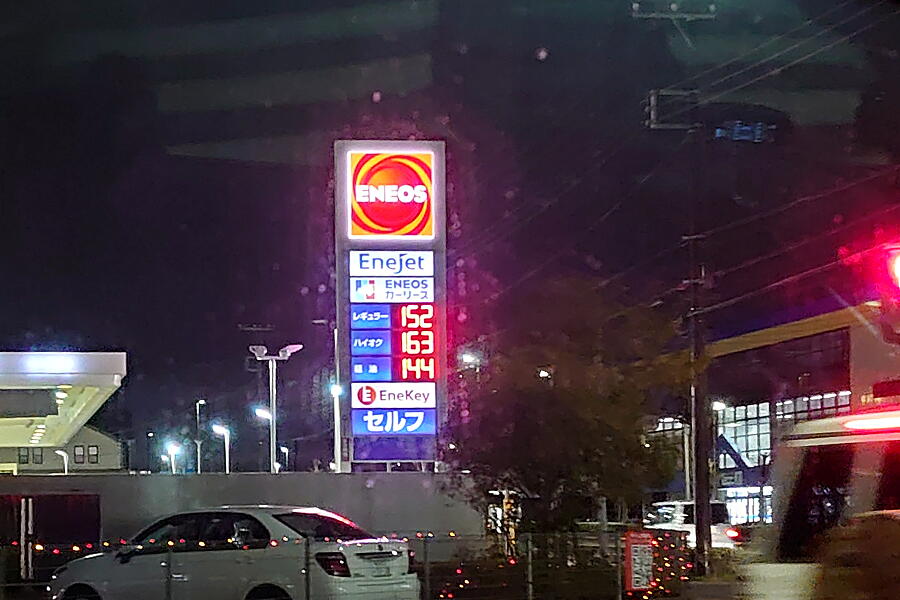 ENEOS
EneJet
ENEOS
カーリース
レギュラー 152
ハイオク 163
軽油 144
E EneKey
セルフ